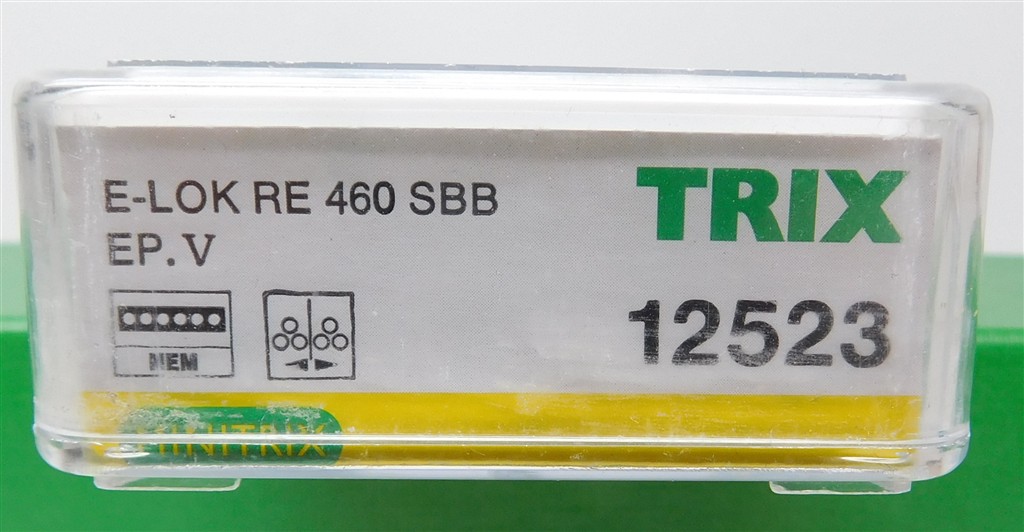 E-LOK RE 460 SBB
EP. V
TRIX
12523
NEM
MINITRIX